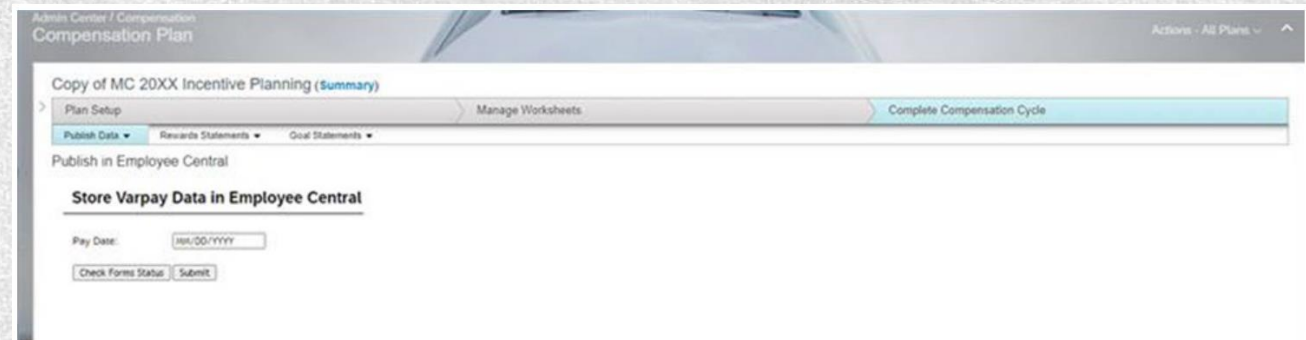 Admin Center / Compensation
Compensation Plan
Actions - All Plans
Copy of MC 20XX Incentive Planning (Summary)
Plan Setup
Manage Worksheets
Complete Compensation Cycle
Publish Data
Rewards Statements
Goal Statements
Publish in Employee Central
Store Varpay Data in Employee Central
Pay Date:
MM/DD/YYYY
Check Forms Status
Submit